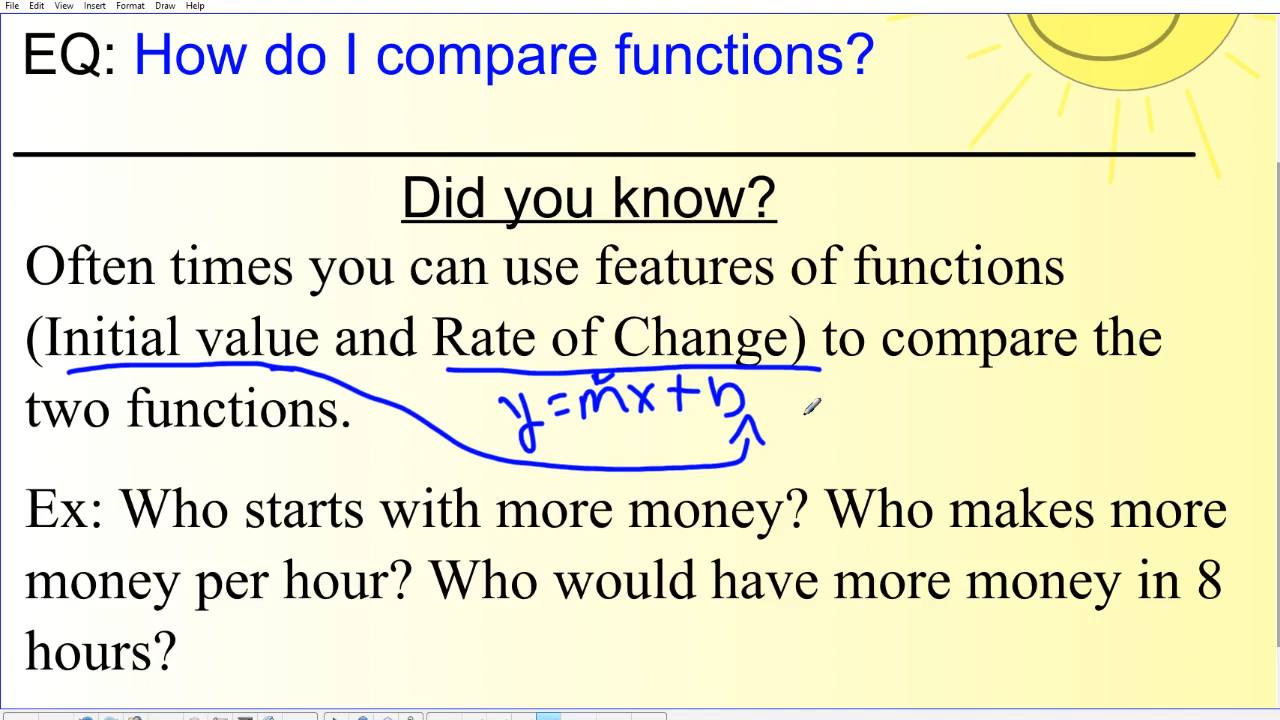 File Edit View Insert Format Draw Help
EQ: How do I compare functions?
Did you know?
Often times you can use features of functions
(Initial value and Rate of Change) to compare the
two functions.
y=mx+b
Ex: Who starts with more money? Who makes more
money per hour? Who would have more money in 8
hours?